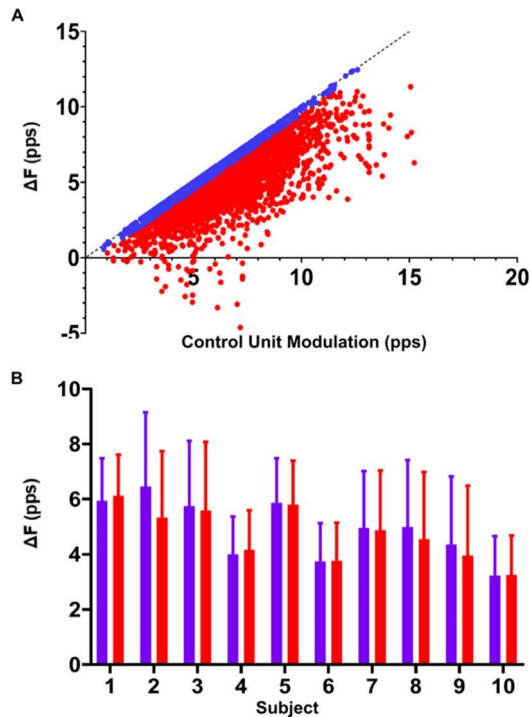 A
15
10
5
0
-5
ΔF (pps)
5 10 15 20
Control Unit Modulation (pps)
B
10
8
6
4
2
0
ΔF (pps)
1 2 3 4 5 6 7 8 9 10
Subject